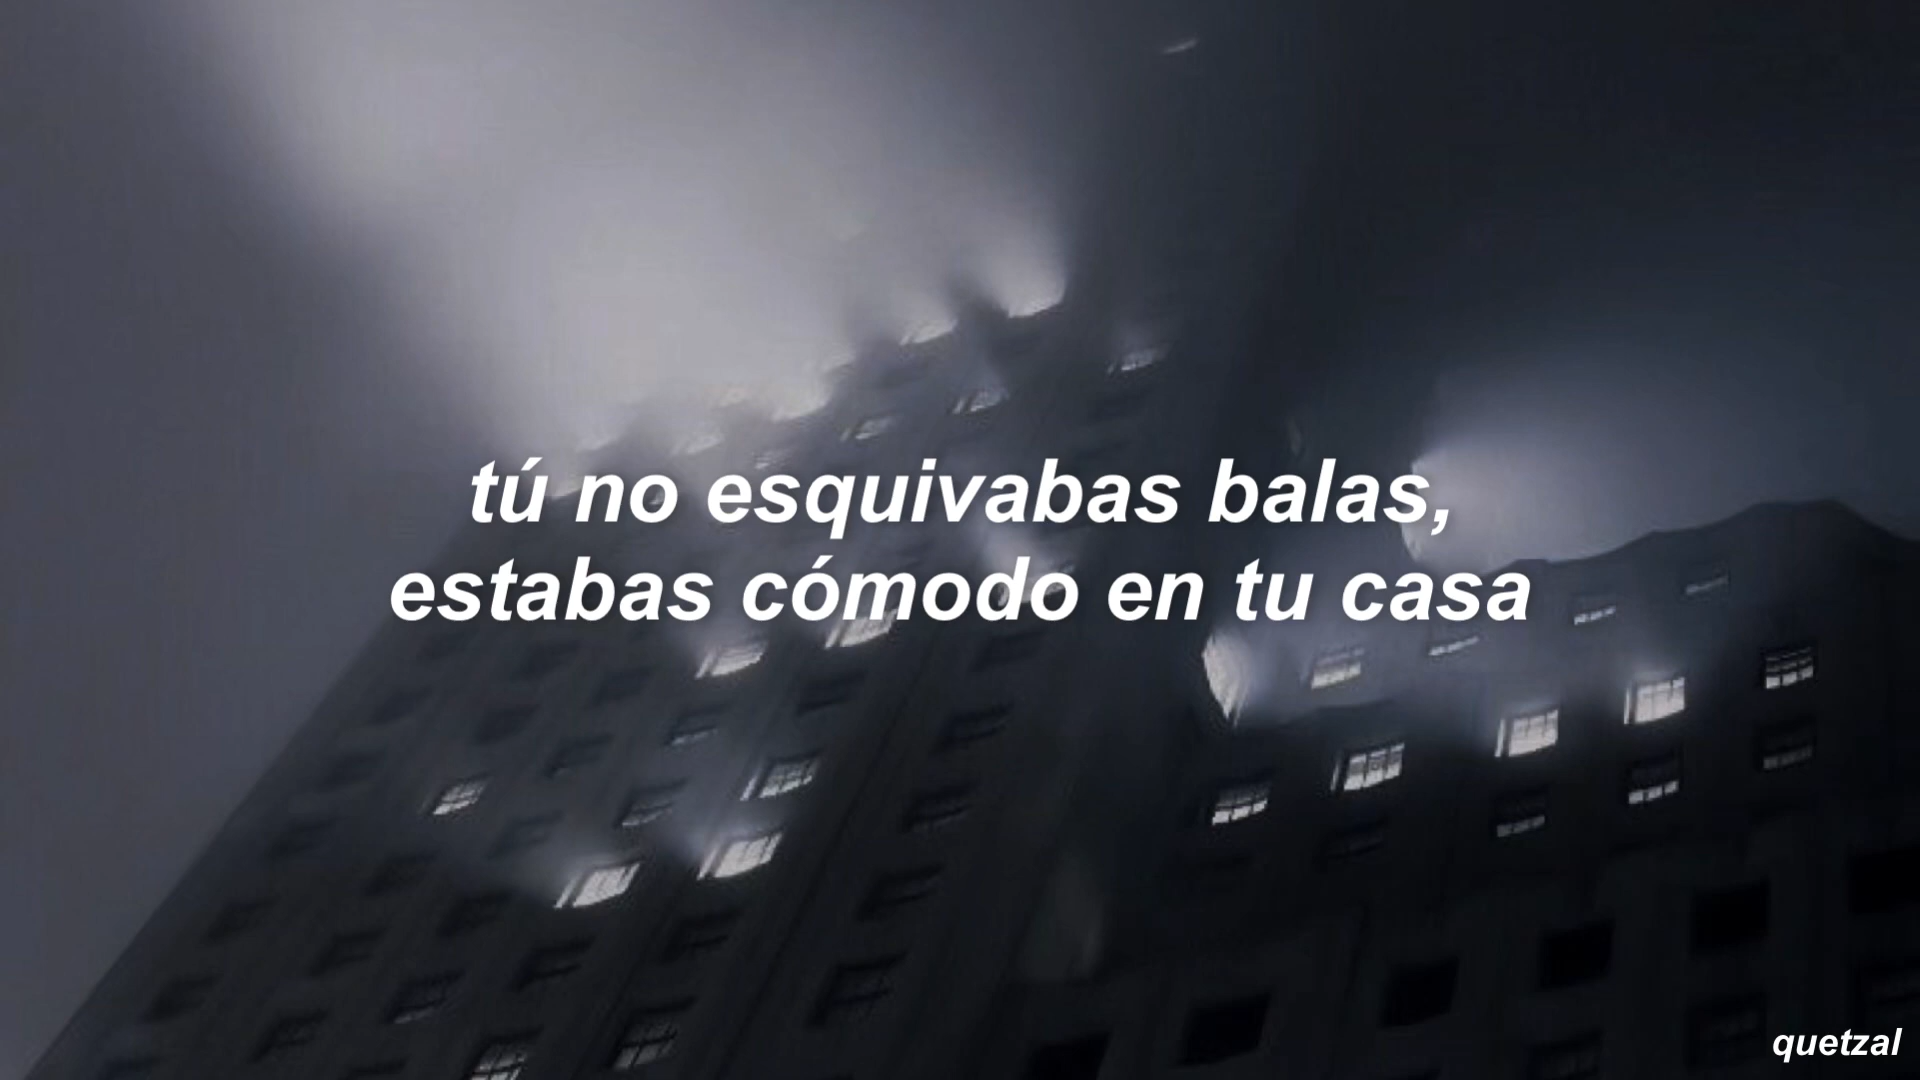 tú no esquivabas balas,
estabas cómodo en tu casa
quetzal